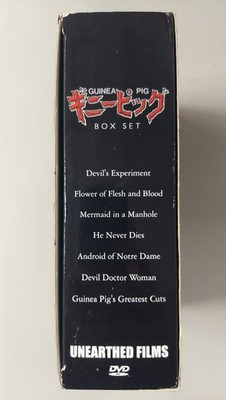 GUINEA PIG
ギニーピッグ
BOX SET
Devil's Experiment
Flower of Flesh and Blood
Mermaid in a Manhole
He Never Dies
Android of Notre Dame
Devil Doctor Woman
Guinea Pig's Greatest Cuts
UNEARTHED FILMS
DVD